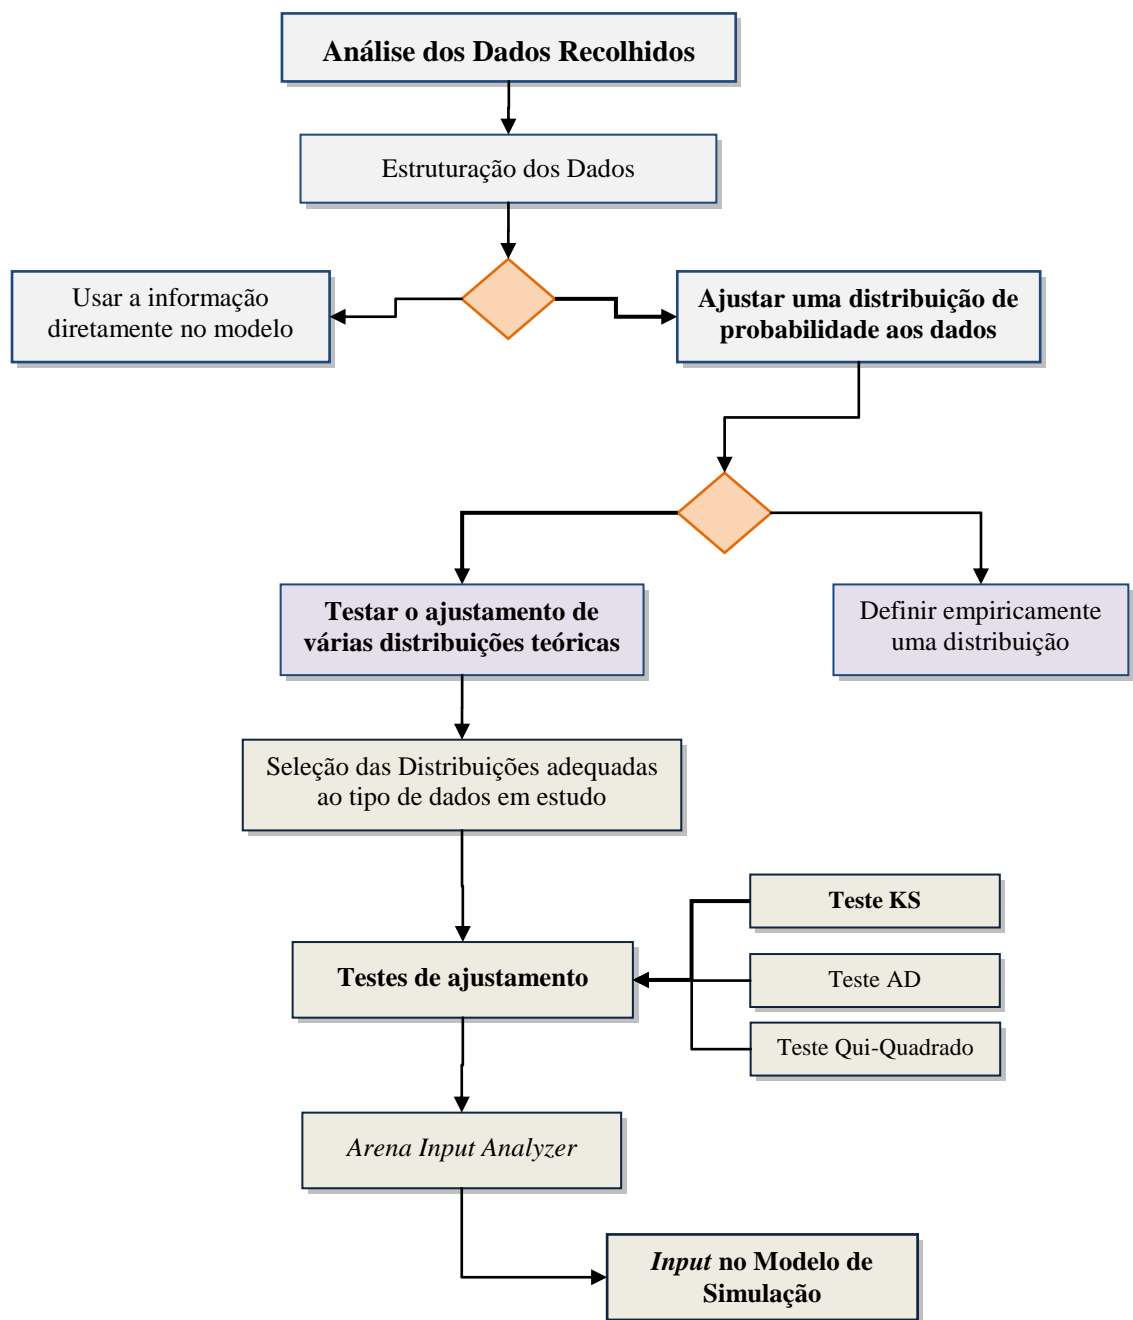 Análise dos Dados Recolhidos
Estruturação dos Dados
Usar a informação
diretamente no modelo
Ajustar uma distribuição de
probabilidade aos dados
Testar o ajustamento de
várias distribuições teóricas
Definir empiricamente
uma distribuição
Seleção das Distribuições adequadas
ao tipo de dados em estudo
Teste KS
Testes de ajustamento
Teste AD
Teste Qui-Quadrado
Arena Input Analyzer
Input no Modelo de
Simulação